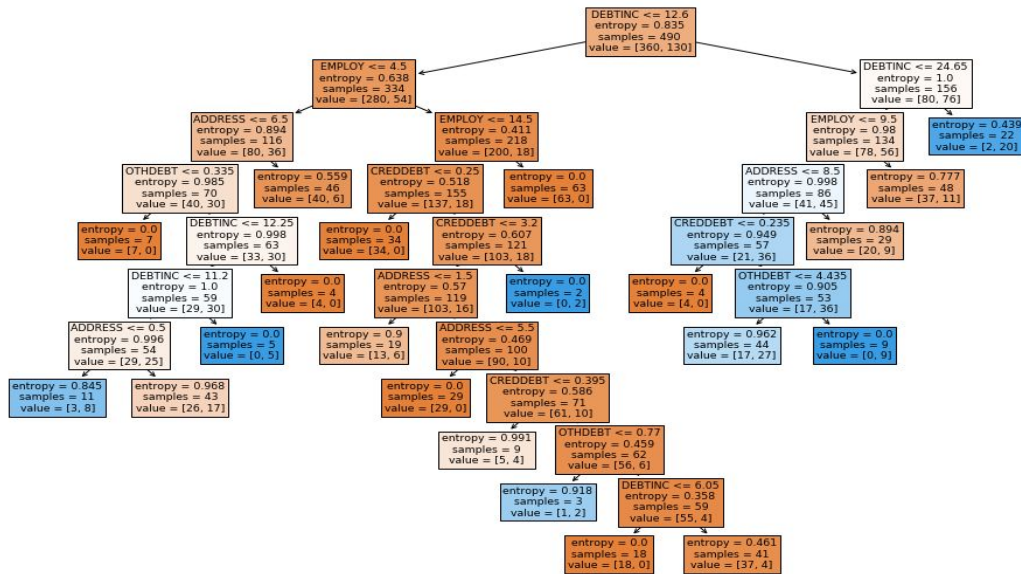 DEBTINC <= 12.6
entropy = 0.835
samples = 490
value = [360, 130]
EMPLOY <= 4.5
entropy = 0.638
samples = 334
value = [280, 54]
DEBTINC <= 24.65
entropy = 1.0
samples = 156
value = [80, 76]
ADDRESS <= 6.5
entropy = 0.894
samples = 116
value = [80, 36]
EMPLOY <= 14.5
entropy = 0.411
samples = 218
value = [200, 18]
EMPLOY <= 9.5
entropy = 0.98
samples = 134
value = [78, 56]
entropy = 0.439
samples = 22
value = [2, 20]
OTHDEBT <= 0.335
entropy = 0.985
samples = 70
value = [40, 30]
entropy = 0.559
samples = 46
value = [40, 6]
CREDDEBT <= 0.25
entropy = 0.518
samples = 155
value = [137, 18]
entropy = 0.0
samples = 63
value = [63, 0]
ADDRESS <= 8.5
entropy = 0.998
samples = 86
value = [41, 45]
entropy = 0.777
samples = 48
value = [37, 11]
entropy = 0.0
samples = 7
value = [7, 0]
DEBTINC <= 12.25
entropy = 0.998
samples = 63
value = [33, 30]
entropy = 0.0
samples = 34
value = [34, 0]
CREDDEBT <= 3.2
entropy = 0.607
samples = 121
value = [103, 18]
CREDDEBT <= 0.235
entropy = 0.949
samples = 57
value = [21, 36]
entropy = 0.894
samples = 29
value = [20, 9]
DEBTINC <= 11.2
entropy = 1.0
samples = 59
value = [29, 30]
entropy = 0.0
samples = 4
value = [4, 0]
ADDRESS <= 1.5
entropy = 0.57
samples = 119
value = [103, 16]
entropy = 0.0
samples = 2
value = [0, 2]
entropy = 0.0
samples = 4
value = [4, 0]
OTHDEBT <= 4.435
entropy = 0.905
samples = 53
value = [17, 36]
ADDRESS <= 0.5
entropy = 0.996
samples = 54
value = [29, 25]
entropy = 0.0
samples = 5
value = [0, 5]
entropy = 0.9
samples = 19
value = [13, 6]
ADDRESS <= 5.5
entropy = 0.469
samples = 100
value = [90, 10]
entropy = 0.962
samples = 44
value = [17, 27]
entropy = 0.0
samples = 9
value = [0, 9]
entropy = 0.845
samples = 11
value = [3, 8]
entropy = 0.968
samples = 43
value = [26, 17]
entropy = 0.0
samples = 29
value = [29, 0]
CREDDEBT <= 0.395
entropy = 0.586
samples = 71
value = [61, 10]
entropy = 0.991
samples = 9
value = [5, 4]
OTHDEBT <= 0.77
entropy = 0.459
samples = 62
value = [56, 6]
entropy = 0.918
samples = 3
value = [1, 2]
DEBTINC <= 6.05
entropy = 0.358
samples = 59
value = [55, 4]
entropy = 0.0
samples = 18
value = [18, 0]
entropy = 0.461
samples = 41
value = [37, 4]